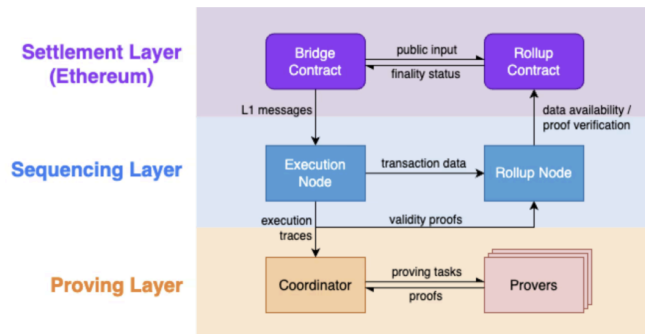 Settlement Layer
(Ethereum)
Bridge
Contract
public input
finality status
Rollup
Contract
L1 messages
data availability /
proof verification
Sequencing Layer
Execution
Node
transaction data
Rollup Node
execution
traces
validity proofs
Proving Layer
Coordinator
proving tasks
proofs
Provers